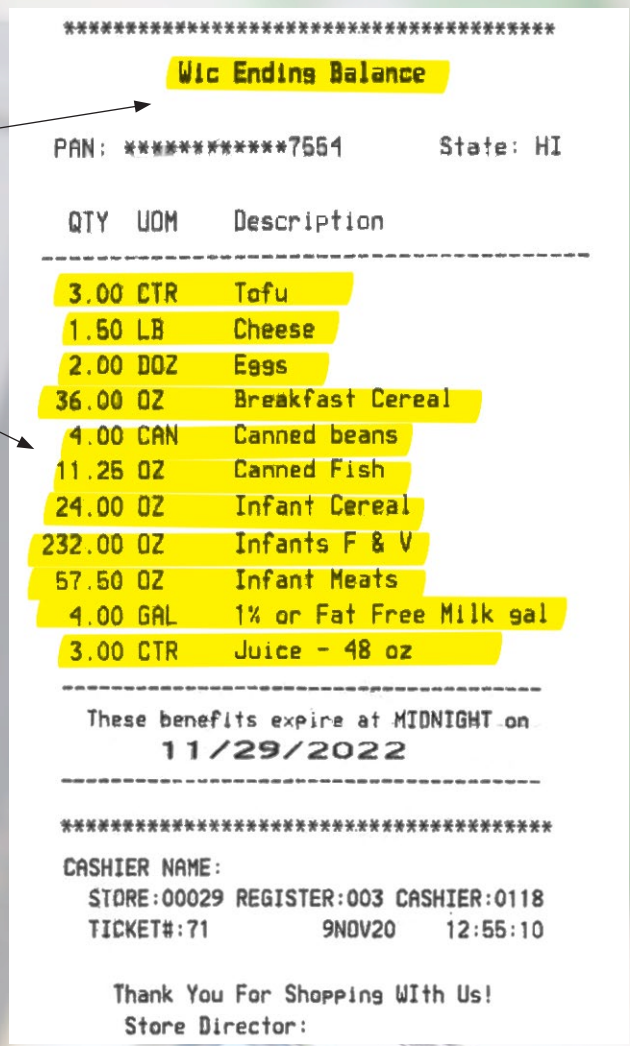 ******************************************
Wic Ending Balance
PAN: ************7554 State: HI
QTY UOM Description
3.00 CTR Tofu
1.50 LB Cheese
2.00 DOZ Eggs
36.00 OZ Breakfast Cereal
4.00 CAN Canned beans
11.25 OZ Canned Fish
24.00 OZ Infant Cereal
232.00 OZ Infants F & V
57.50 OZ Infant Meats
4.00 GAL 1% or Fat Free Milk gal
3.00 CTR Juice - 48 oz
These benefits expire at MIDNIGHT on
11/29/2022
******************************************
CASHIER NAME:
STORE:00029 REGISTER:003 CASHIER:0118
TICKET#:71 9NOV20 12:55:10
Thank You For Shopping WIth Us!
Store Director: